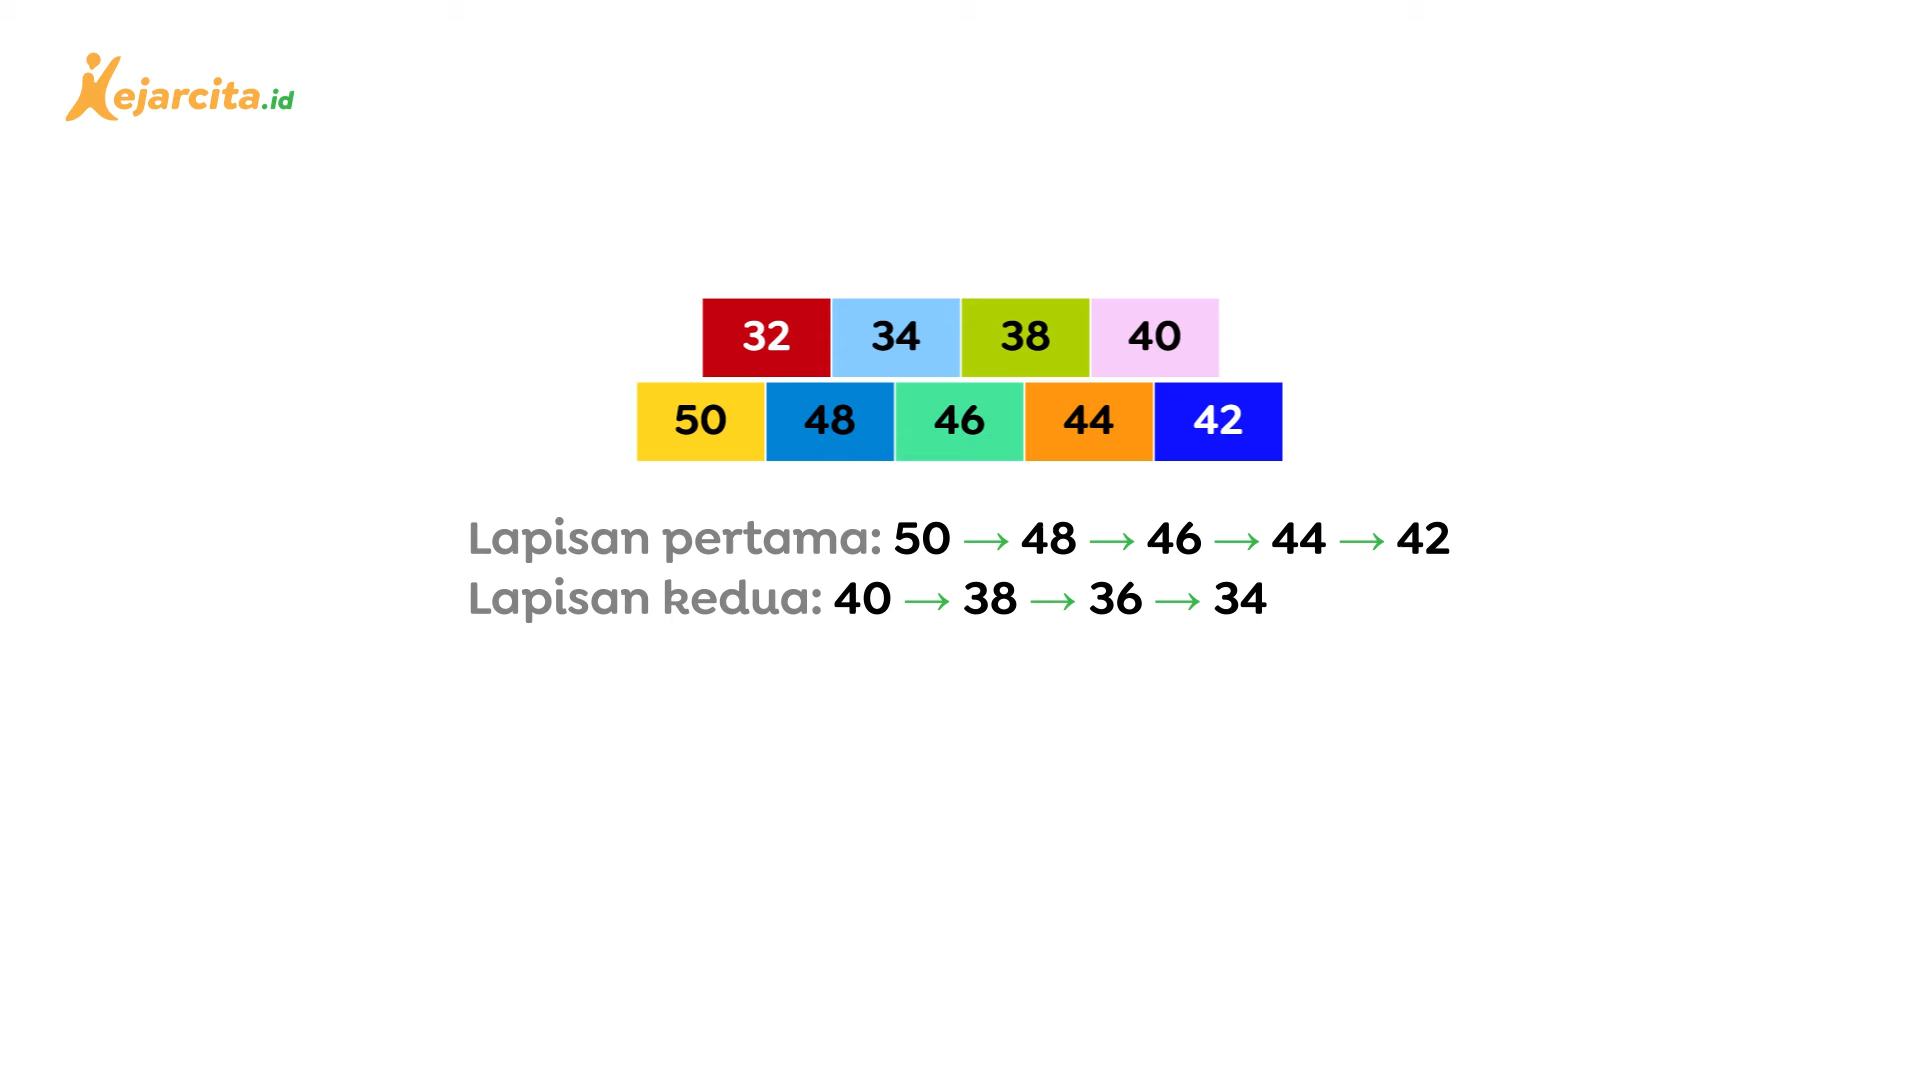 Kejarcita.id
32 34 38 40
50 48 46 44 42
Lapisan pertama: 50 → 48 → 46 → 44 → 42
Lapisan kedua: 40 → 38 → 36 → 34